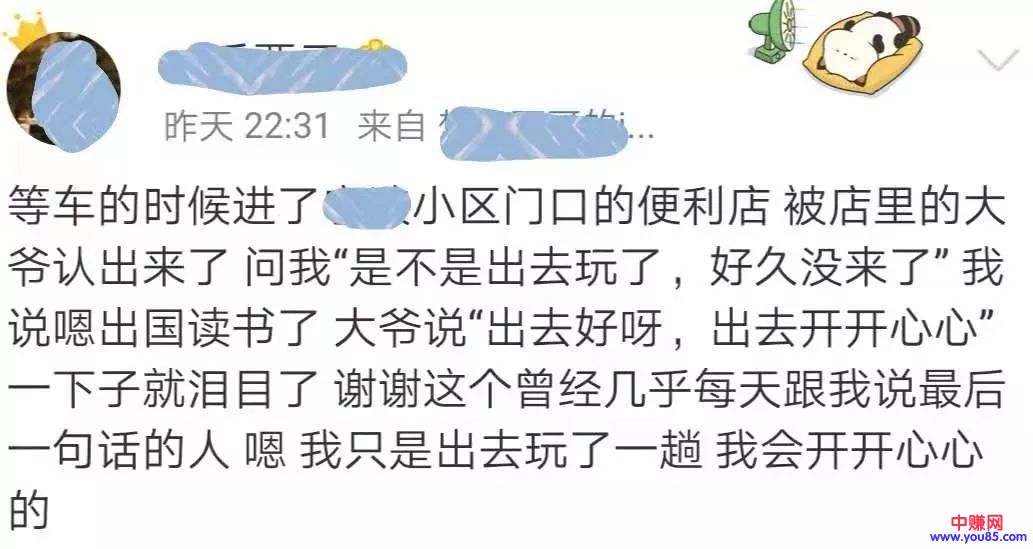 昨天 22:31 来自
等车的时候进了 小区门口的便利店 被店里的大
爷认出来了 问我“是不是出去玩了，好久没来了” 我
说嗯出国读书了 大爷说“出去好呀，出去开开心心”
一下子就泪目了 谢谢这个曾经几乎每天跟我说最后
一句话的人 嗯 我只是出去玩了一趟 我会开开心心
的
中赚网
www.you85.com